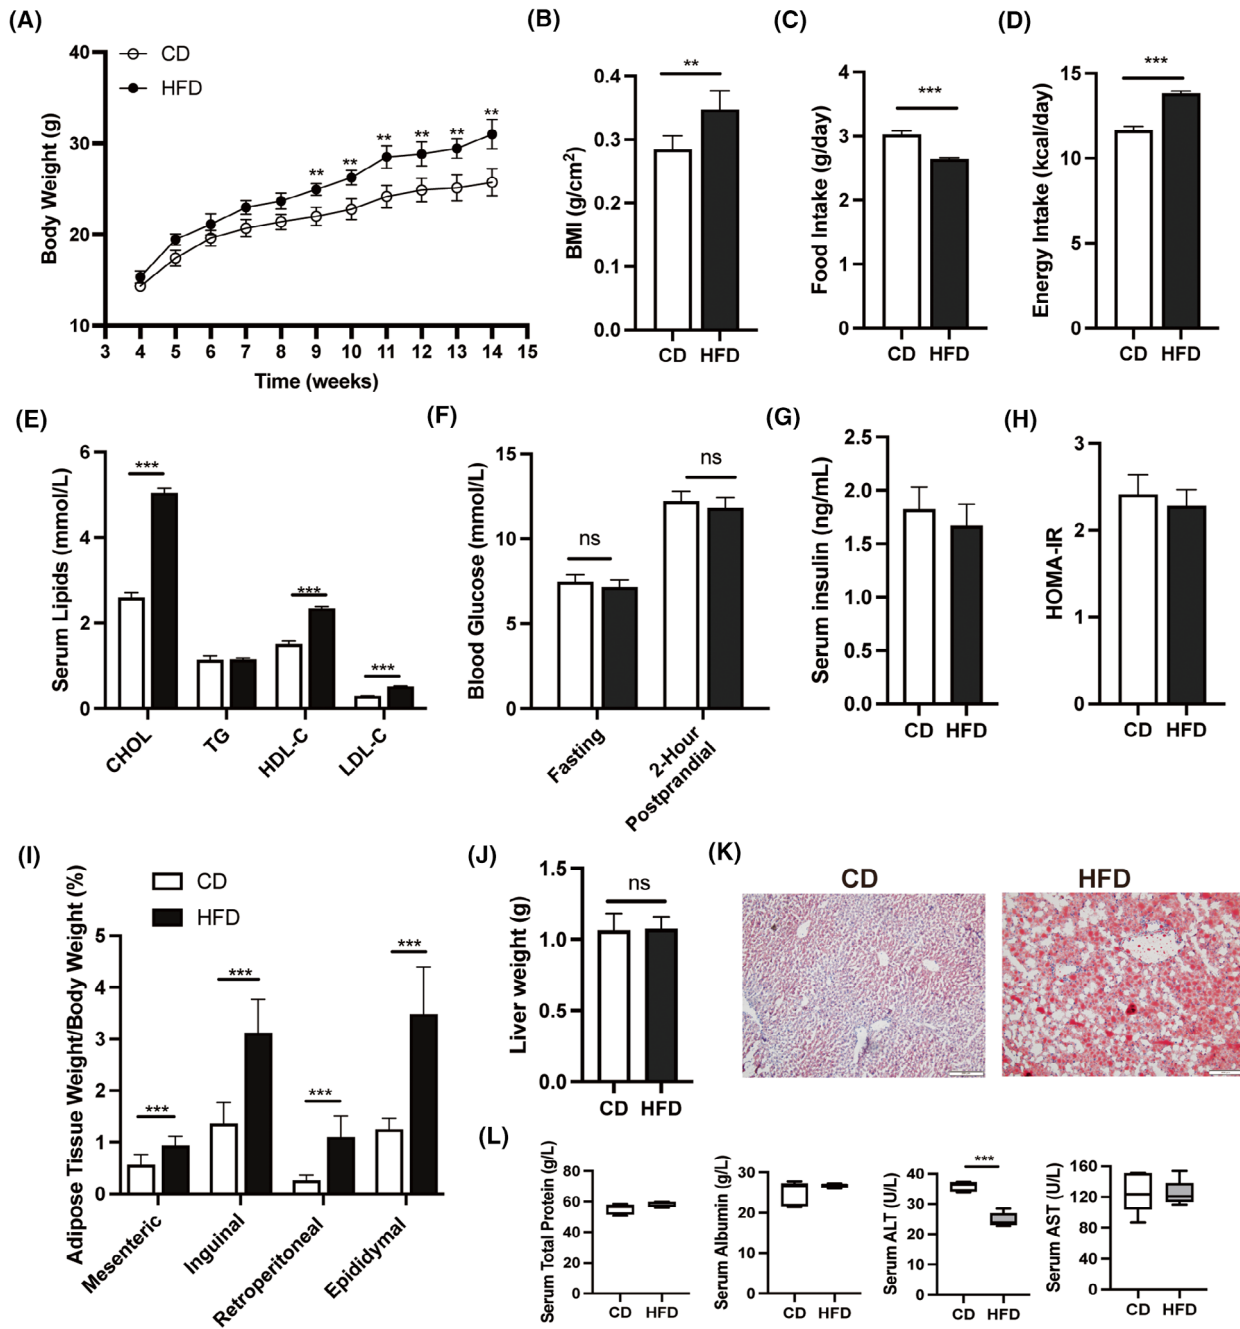 (A)
Body Weight (g)
40
30
20
10
CD
HFD
**
**
**
**
**
**
3 4 5 6 7 8 9 10 11 12 13 14 15
Time (weeks)
(B)
BMI (g/cm²)
0.4
0.3
0.2
0.1
0.0
**
CD HFD
(C)
Food Intake (g/day)
4
3
2
1
0
***
CD HFD
(D)
Energy Intake (kcal/day)
15
10
5
0
***
CD HFD
(E)
Serum Lipids (mmol/L)
6
4
2
0
***
***
***
CHOL
TG
HDL-C
LDL-C
(F)
Blood Glucose (mmol/L)
15
10
5
0
ns
ns
Fasting
2-Hour
Postprandial
(G)
Serum insulin (ng/mL)
2.5
2.0
1.5
1.0
0.5
0.0
CD HFD
(H)
HOMA-IR
3
2
1
0
CD HFD
(I)
Adipose Tissue Weight/Body Weight (%)
CD
HFD
5
4
3
2
1
0
***
***
***
***
Mesenteric
Inguinal
Retroperitoneal
Epididymal
(J)
Liver weight (g)
1.5
1.0
0.5
0.0
ns
CD HFD
(K)
CD
HFD
(L)
Serum Total Protein (g/L)
80
60
40
20
0
CD HFD
Serum Albumin (g/L)
30
20
10
0
CD HFD
Serum ALT (U/L)
40
30
20
10
0
***
CD HFD
Serum AST (U/L)
160
120
80
40
0
CD HFD